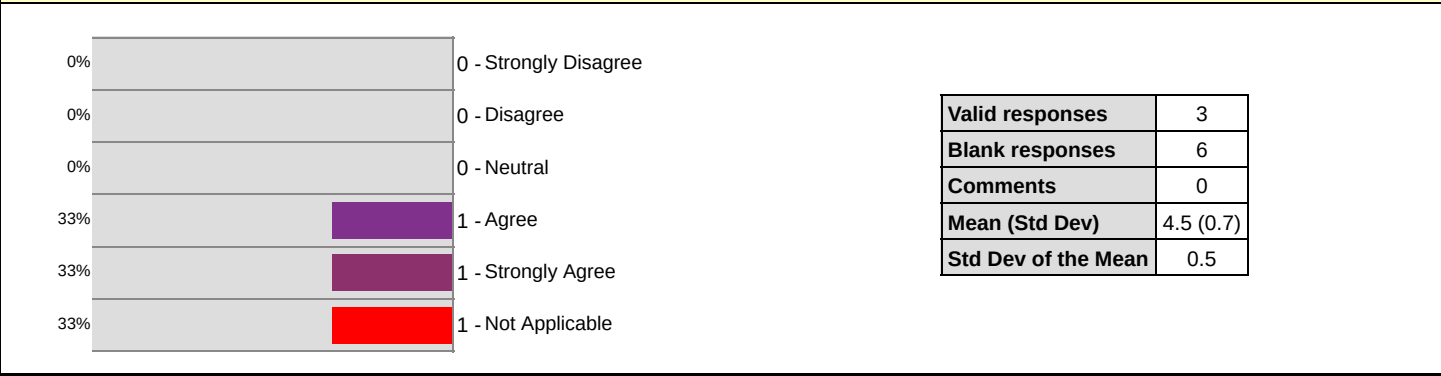 0% 0 - Strongly Disagree
0% 0 - Disagree
0% 0 - Neutral
33% 1 - Agree
33% 1 - Strongly Agree
33% 1 - Not Applicable
Valid responses 3
Blank responses 6
Comments 0
Mean (Std Dev) 4.5 (0.7)
Std Dev of the Mean 0.5